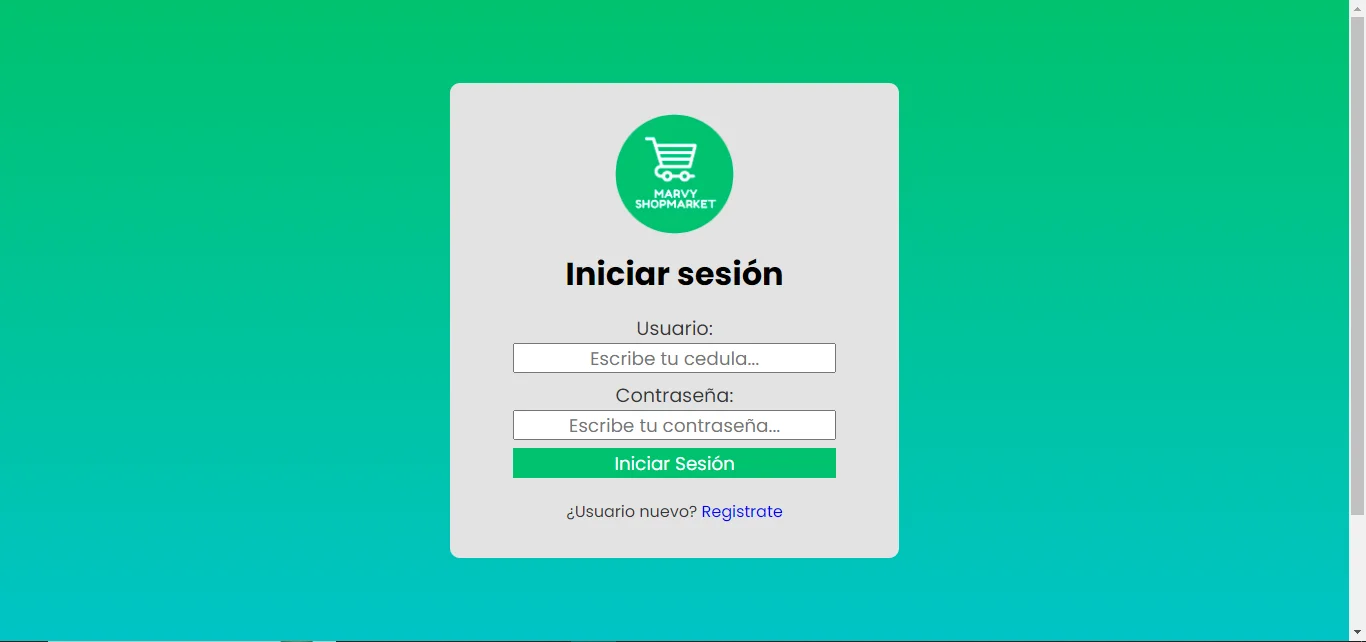 MARVY
SHOPMARKET
Iniciar sesión
Usuario:
Escribe tu cedula...
Contraseña:
Escribe tu contraseña...
Iniciar Sesión
¿Usuario nuevo? Registrate